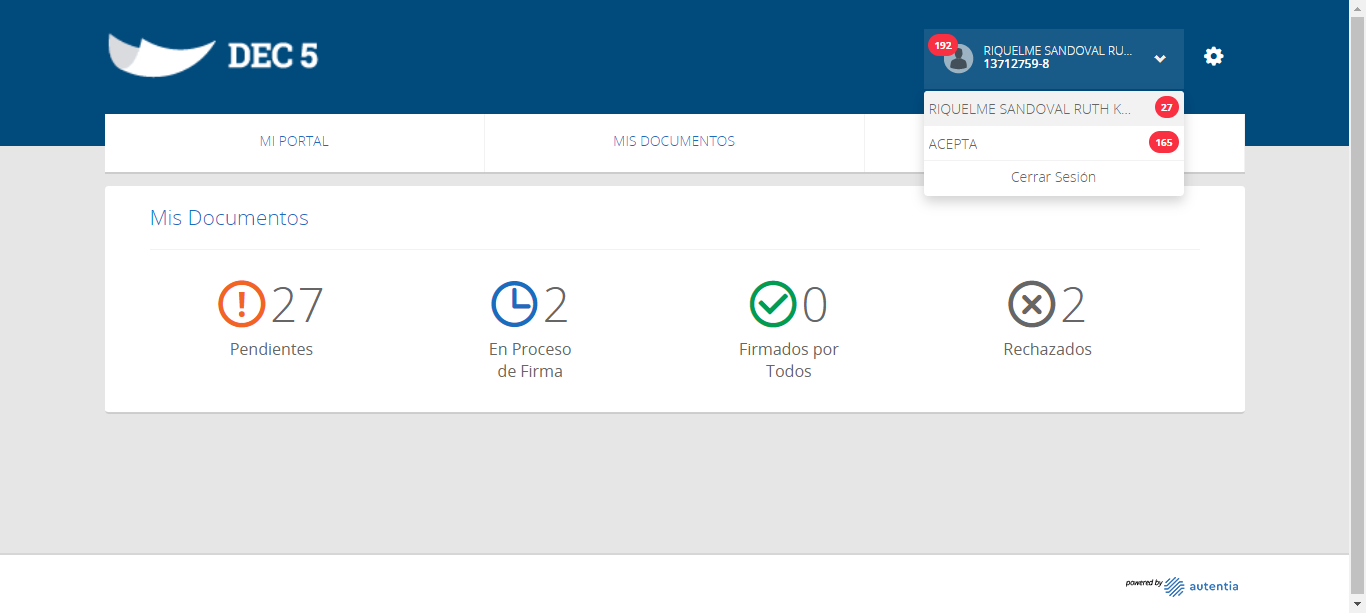 DEC 5
192
RIQUELME SANDOVAL RU...
13712759-8
RIQUELME SANDOVAL RUTH K...
27
ACEPTA
165
Cerrar Sesión
MI PORTAL
MIS DOCUMENTOS
Mis Documentos
27
Pendientes
2
En Proceso
de Firma
0
Firmados por
Todos
2
Rechazados
powered by
autentia